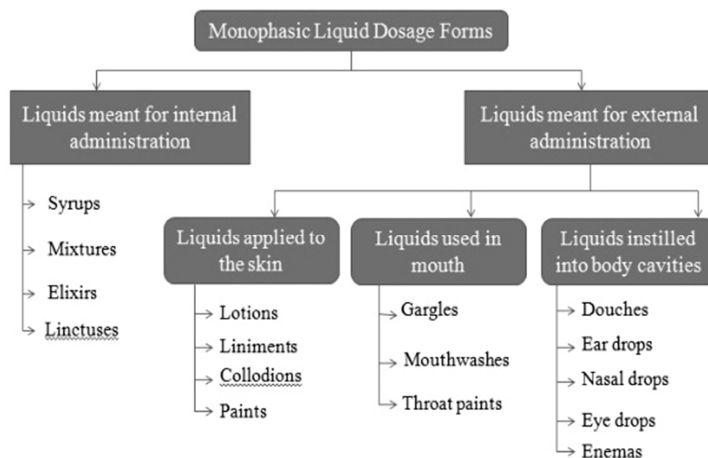 Monophasic Liquid Dosage Forms
Liquids meant for internal
administration
Liquids meant for external
administration
Syrups
Mixtures
Elixirs
Linctuses
Liquids applied to
the skin
Lotions
Liniments
Collodions
Paints
Liquids used in
mouth
Gargles
Mouthwashes
Throat paints
Liquids instilled
into body cavities
Douches
Ear drops
Nasal drops
Eye drops
Enemas